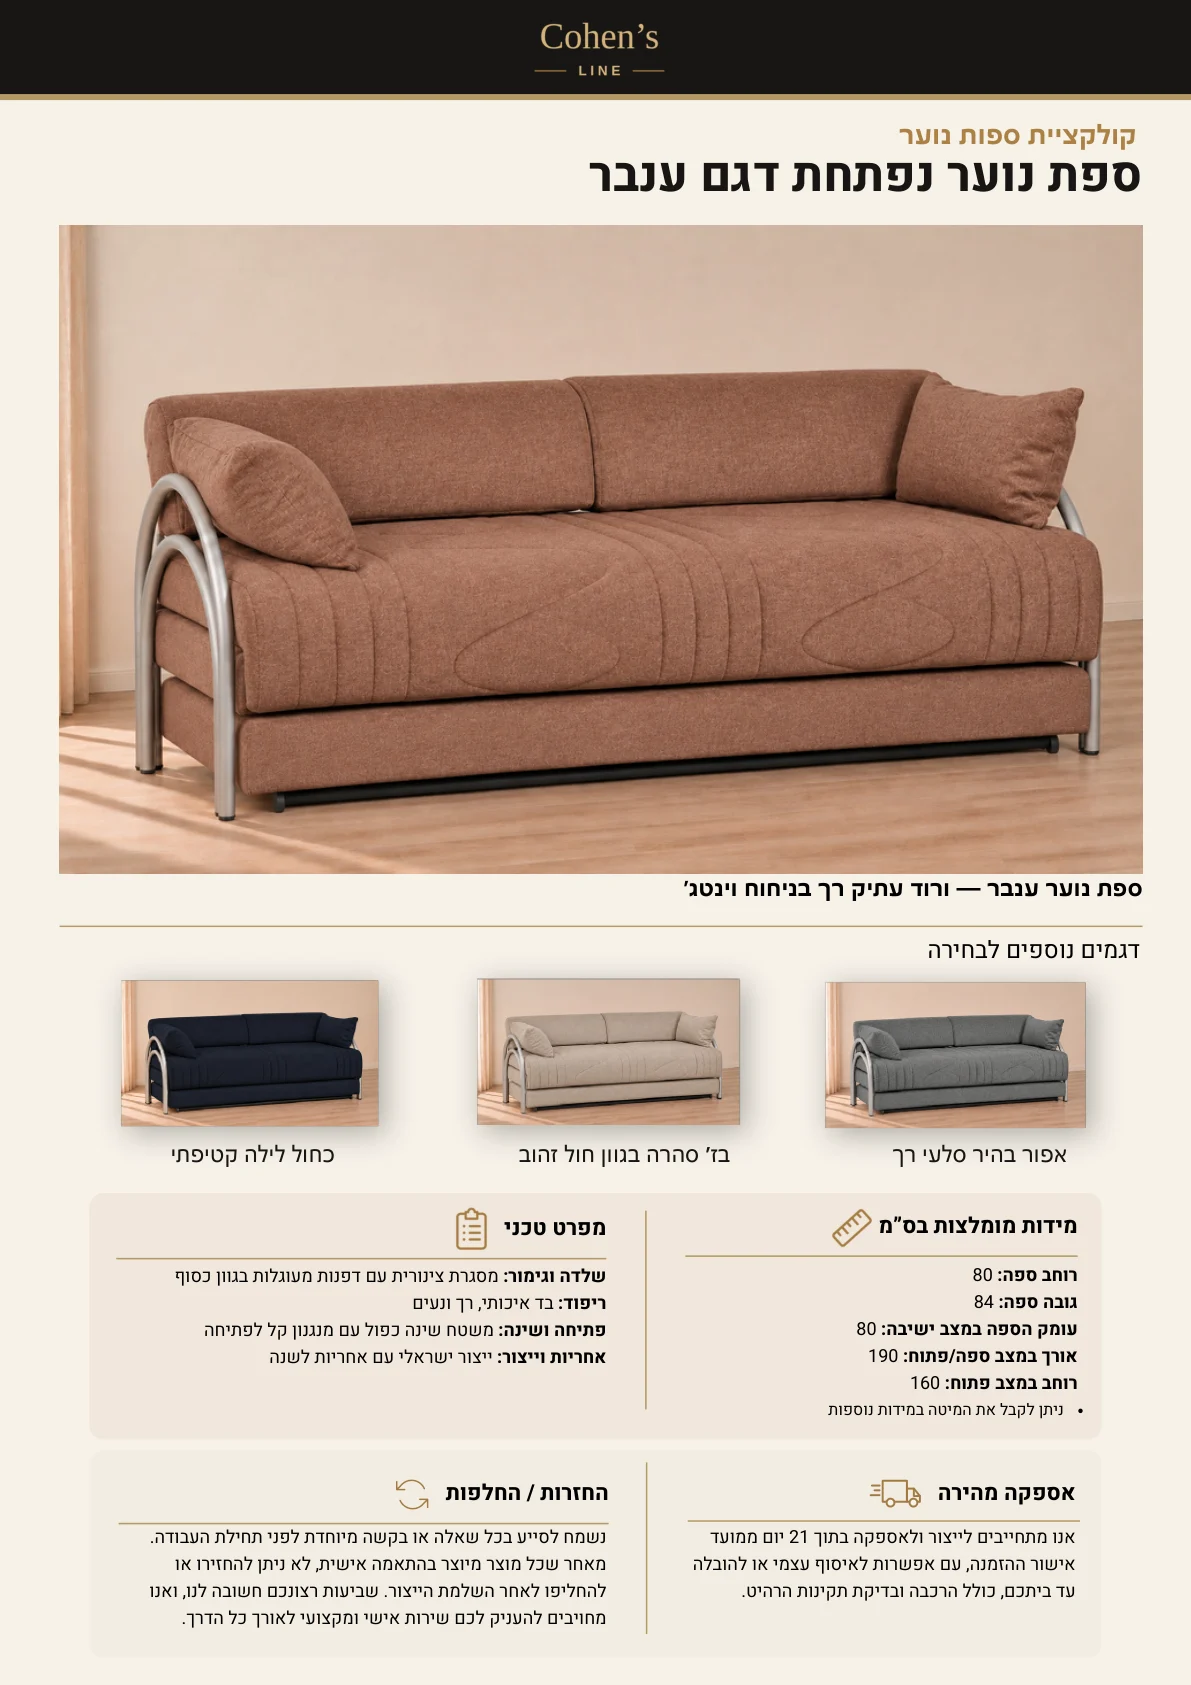 Cohen’s
LINE
קולקציית ספות נוער
ספת נוער נפתחת דגם ענבר
ספת נוער ענבר — ורוד עתיק רך בניחוח וינטג’
דגמים נוספים לבחירה
אפור בהיר סלעי רך
בז’ סהרה בגוון חול זהוב
כחול לילה קטיפתי
מידות מומלצות בס”מ
רוחב ספה: 80
גובה ספה: 84
עומק הספה במצב ישיבה: 80
אורך במצב ספה/פתוח: 190
רוחב במצב פתוח: 160
• ניתן לקבל את המיטה במידות נוספות
מפרט טכני
שלדה וגימור: מסגרת צינורית עם דפנות מעוגלות בגוון כסוף
ריפוד: בד איכותי, רך ונעים
פתיחה ושינה: משטח שינה כפול עם מנגנון קל לפתיחה
אחריות וייצור: ייצור ישראלי עם אחריות לשנה
אספקה מהירה
אנו מתחייבים לייצור ולאספקה בתוך 21 יום ממועד
אישור ההזמנה, עם אפשרות לאיסוף עצמי או להובלה
עד ביתכם, כולל הרכבה ובדיקת תקינות הרהיט.
החזרות / החלפות
נשמח לסייע בכל שאלה או בקשה מיוחדת לפני תחילת העבודה.
מאחר שכל מוצר מיוצר בהתאמה אישית, לא ניתן להחזירו או
להחליפו לאחר השלמת הייצור. שביעות רצונכם חשובה לנו, ואנו
מחויבים להעניק לכם שירות אישי ומקצועי לאורך כל הדרך.